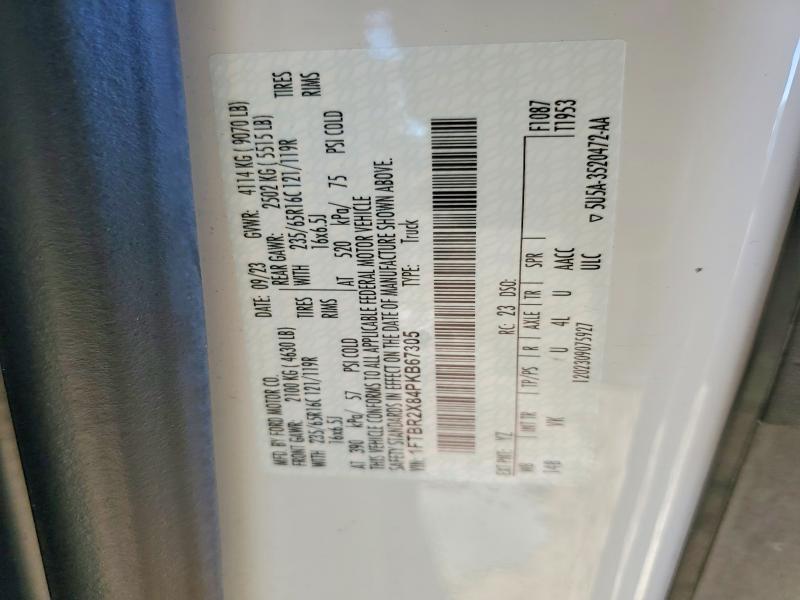 MFD. BY FORD MOTOR CO.
DATE: 09/23 GVWR: 4114 KG ( 9070 LB)
FRONT GAWR: 2100 KG ( 4630 LB) REAR GAWR: 2502 KG ( 5515 LB)
WITH 235/65R16C 121/119R TIRES WITH 235/65R16C 121/119R TIRES
16x6.5J RIMS 16x6.5J RIMS
AT 390 kPa/ 57 PSI COLD AT 520 kPa/ 75 PSI COLD
THIS VEHICLE CONFORMS TO ALL APPLICABLE FEDERAL MOTOR VEHICLE
SAFETY STANDARDS IN EFFECT ON THE DATE OF MANUFACTURE SHOWN ABOVE.
VIN: 1FTBR2X84PKB67305 TYPE: Truck
EXT PNT: YZ RC: 23 DSO: F1087
WB INT TR TP/PS R AXLE TR SPR TT1953
148 VK U 4L U AACC
1202309075927 ULC ▽ 5U5A-3520472-AA